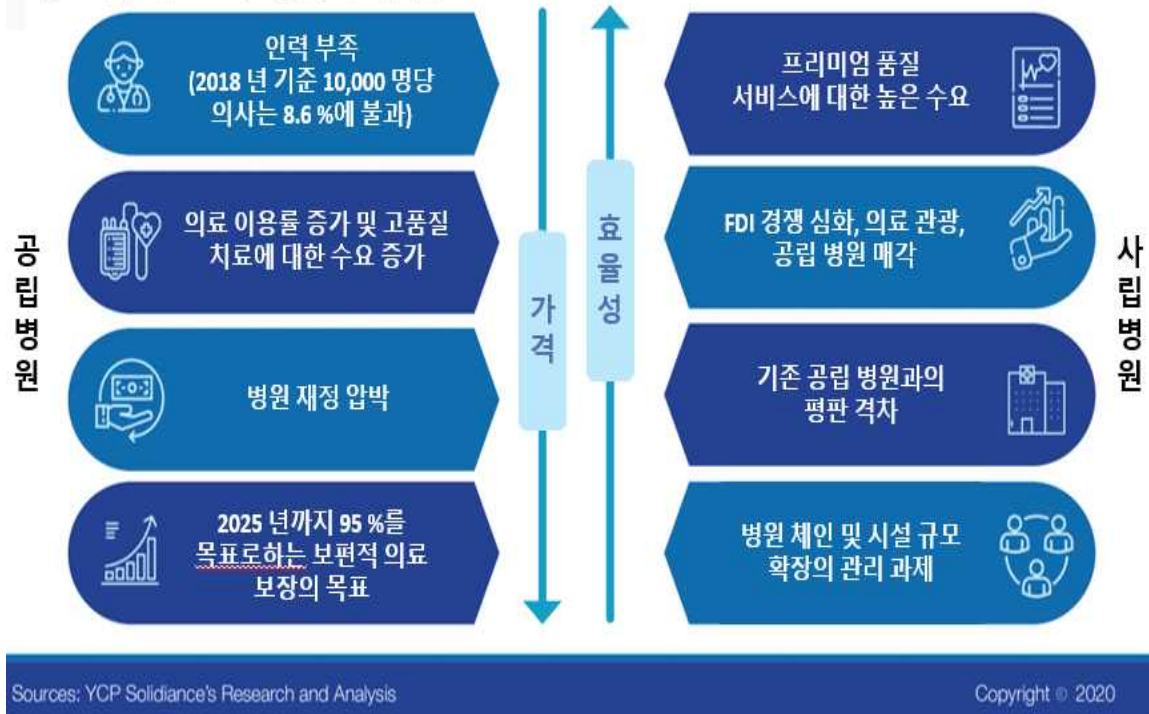 공립병원
인력 부족
(2018 년 기준 10,000 명당
의사는 8.6 %에 불과)
의료 이용률 증가 및 고품질
치료에 대한 수요 증가
병원 재정 압박
2025 년까지 95 %를
목표로하는 보편적 의료
보장의 목표
가격
효율성
프리미엄 품질
서비스에 대한 높은 수요
FDI 경쟁 심화, 의료 관광,
공립 병원 매각
기존 공립 병원과의
평판 격차
병원 체인 및 시설 규모
확장의 관리 과제
사립병원
Sources: YCP Solidiance's Research and Analysis
Copyright © 2020